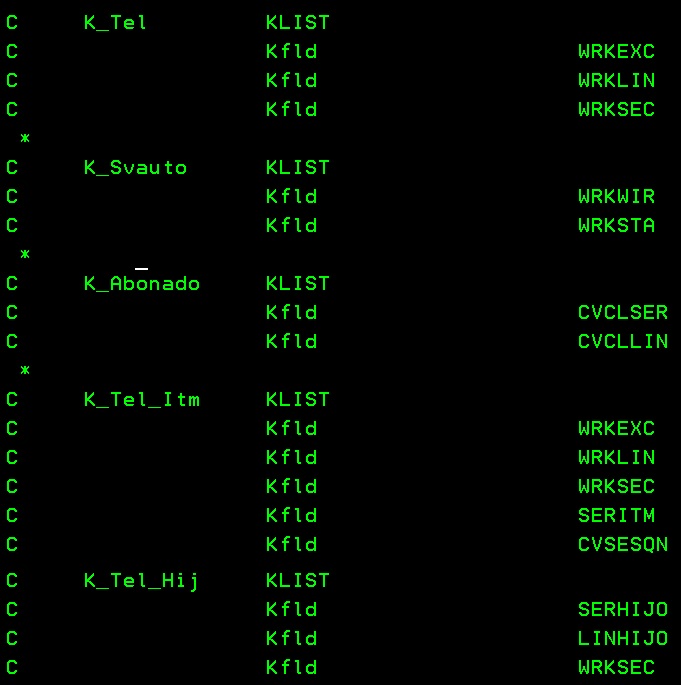 C K_Tel KLIST
C Kfld WRKEXC
C Kfld WRKLIN
C Kfld WRKSEC
*
C K_Svauto KLIST
C Kfld WRKWIR
C Kfld WRKSTA
* _
C K_Abonado KLIST
C Kfld CVCLSER
C Kfld CVCLLIN
*
C K_Tel_Itm KLIST
C Kfld WRKEXC
C Kfld WRKLIN
C Kfld WRKSEC
C Kfld SERITM
C Kfld CVSESQN
C K_Tel_Hij KLIST
C Kfld SERHIJO
C Kfld LINHIJO
C Kfld WRKSEC